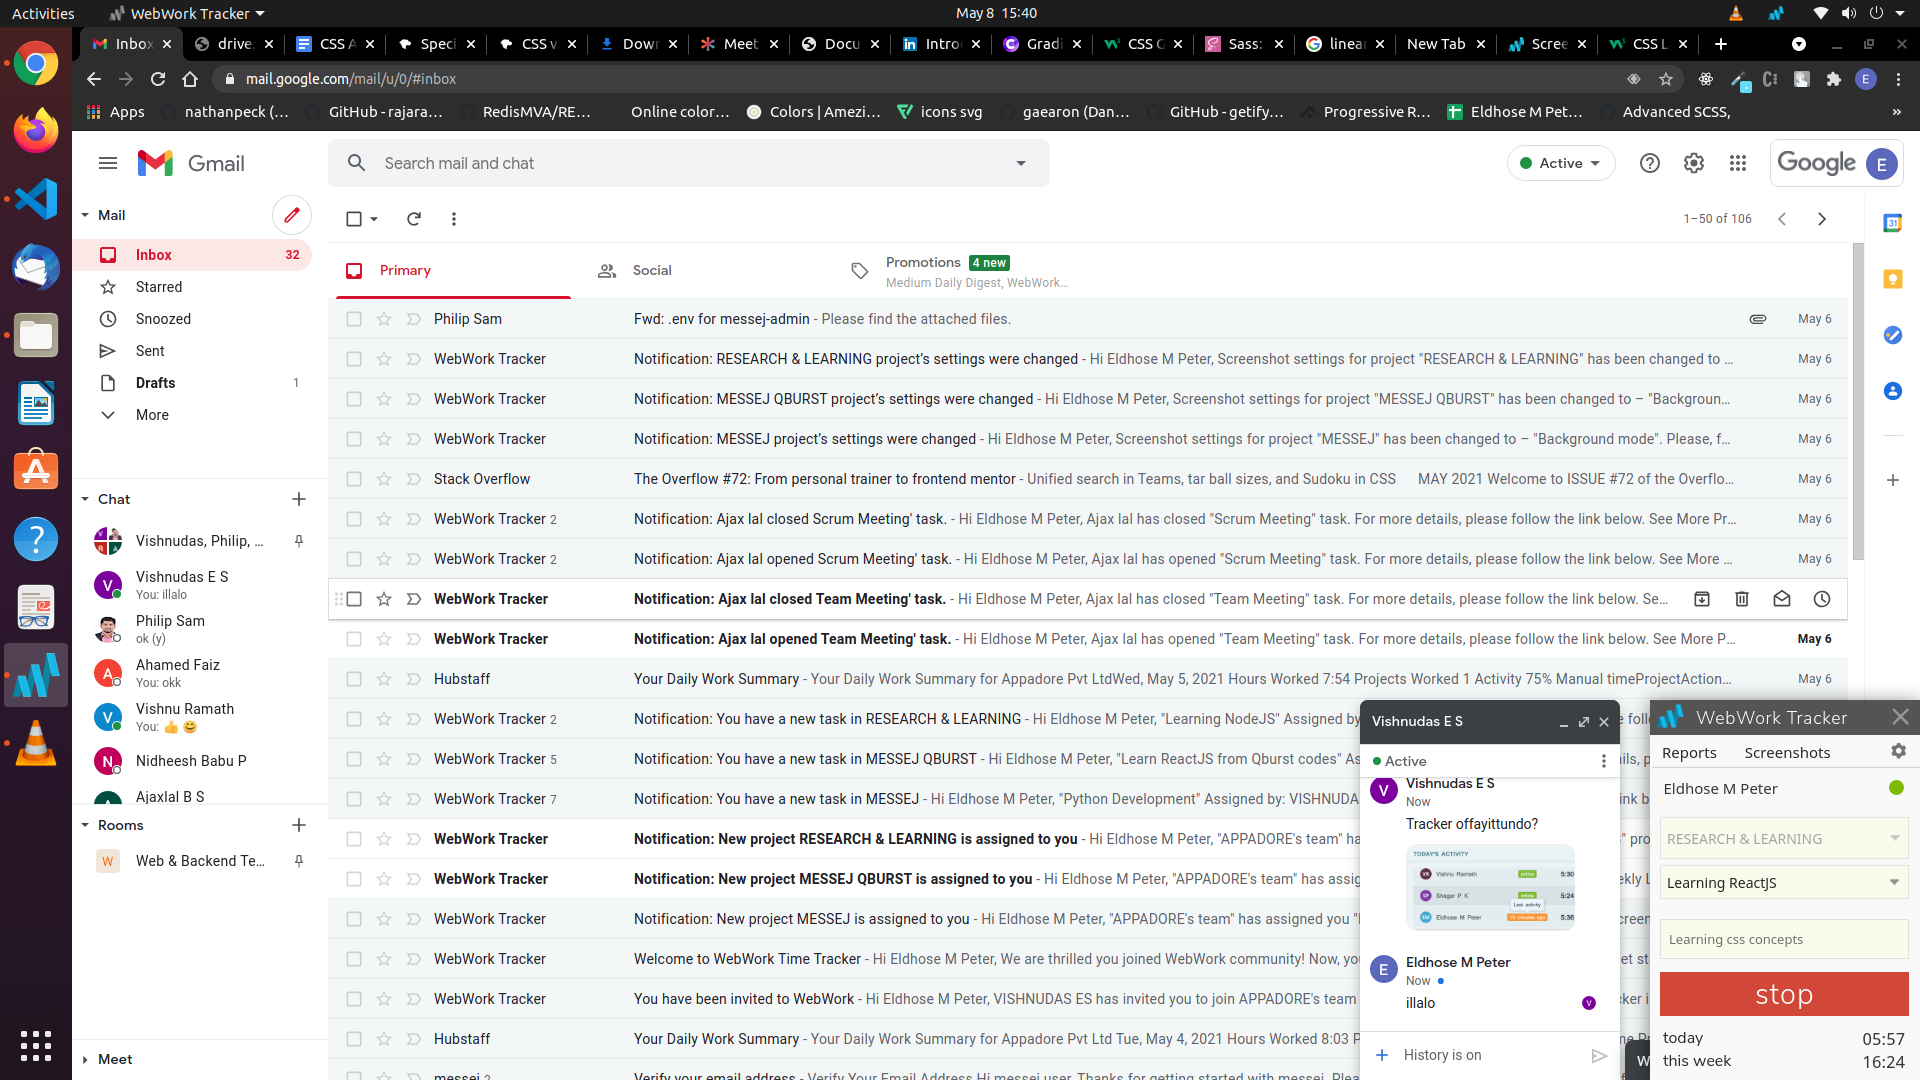 Activities
WebWork Tracker
May 8 15:40
Inbox
drive.
CSS A
Speci
CSS v
Down
Meet
Docu
Intro
Gradi
CSS G
Sass:
linear
New Tab
Scree
CSS L
mail.google.com/mail/u/0/#inbox
E
Apps
nathanpeck (...
GitHub - rajara...
RedisMVA/RE...
Online color...
Colors | Amezi...
icons svg
gaearon (Dan...
GitHub - getify...
Progressive R...
Eldhose M Pet...
Advanced SCSS,
»
Gmail
Search mail and chat
Active
Google
E
Mail
Inbox 32
Starred
Snoozed
Sent
Drafts 1
More
1–50 of 106
Primary
Social
Promotions 4 new
Medium Daily Digest, WebWork...
Philip Sam Fwd: .env for messej-admin - Please find the attached files. May 6
WebWork Tracker Notification: RESEARCH & LEARNING project's settings were changed - Hi Eldhose M Peter, Screenshot settings for project "RESEARCH & LEARNING" has been changed to ... May 6
WebWork Tracker Notification: MESSEJ QBURST project's settings were changed - Hi Eldhose M Peter, Screenshot settings for project "MESSEJ QBURST" has been changed to – "Backgroun... May 6
WebWork Tracker Notification: MESSEJ project's settings were changed - Hi Eldhose M Peter, Screenshot settings for project "MESSEJ" has been changed to – "Background mode". Please, f... May 6
Stack Overflow The Overflow #72: From personal trainer to frontend mentor - Unified search in Teams, tar ball sizes, and Sudoku in CSS MAY 2021 Welcome to ISSUE #72 of the Overflo... May 6
WebWork Tracker 2 Notification: Ajax lal closed Scrum Meeting' task. - Hi Eldhose M Peter, Ajax lal has closed "Scrum Meeting" task. For more details, please follow the link below. See More Pr... May 6
WebWork Tracker 2 Notification: Ajax lal opened Scrum Meeting' task. - Hi Eldhose M Peter, Ajax lal has opened "Scrum Meeting" task. For more details, please follow the link below. See More ... May 6
WebWork Tracker Notification: Ajax lal closed Team Meeting' task. - Hi Eldhose M Peter, Ajax lal has closed "Team Meeting" task. For more details, please follow the link below. Se...
WebWork Tracker Notification: Ajax lal opened Team Meeting' task. - Hi Eldhose M Peter, Ajax lal has opened "Team Meeting" task. For more details, please follow the link below. See More P... May 6
Hubstaff Your Daily Work Summary - Your Daily Work Summary for Appadore Pvt LtdWed, May 5, 2021 Hours Worked 7:54 Projects Worked 1 Activity 75% Manual timeProjectAction... May 6
WebWork Tracker 2 Notification: You have a new task in RESEARCH & LEARNING - Hi Eldhose M Peter, "Learning NodeJS" Assigned by
WebWork Tracker 5 Notification: You have a new task in MESSEJ QBURST - Hi Eldhose M Peter, "Learn ReactJS from Qburst codes" As
WebWork Tracker 7 Notification: You have a new task in MESSEJ - Hi Eldhose M Peter, "Python Development" Assigned by: VISHNUDA
WebWork Tracker Notification: New project RESEARCH & LEARNING is assigned to you - Hi Eldhose M Peter, "APPADORE's team" ha
WebWork Tracker Notification: New project MESSEJ QBURST is assigned to you - Hi Eldhose M Peter, "APPADORE's team" has assig
WebWork Tracker Notification: New project MESSEJ is assigned to you - Hi Eldhose M Peter, "APPADORE's team" has assigned you "
WebWork Tracker Welcome to WebWork Time Tracker - Hi Eldhose M Peter, We are thrilled you joined WebWork community! Now, you
WebWork Tracker You have been invited to WebWork - Hi Eldhose M Peter, VISHNUDAS ES has invited you to join APPADORE's team
Hubstaff Your Daily Work Summary - Your Daily Work Summary for Appadore Pvt Ltd Tue, May 4, 2021 Hours Worked 8:03 P
messej 2 Verify your email address - Verify Your Email Address Hi messej user, Thanks for getting started with messej. Plea
Chat
Vishnudas, Philip, ...
Vishnudas E S
You: illalo
Philip Sam
ok (y)
Ahamed Faiz
You: okk
Vishnu Ramath
You: 👍 😄
Nidheesh Babu P
Ajaxlal B S
Rooms
W Web & Backend Te...
Meet
Vishnudas E S
Active
Vishnudas E S
Now
Tracker offayittundo?
TODAY'S ACTIVITY
Vishnu Ramath online 5:30
Shagar P K online 5:24
Last activity
Eldhose M Peter 5:36
Eldhose M Peter
Now
illalo
History is on
WebWork Tracker
Reports
Screenshots
Eldhose M Peter
RESEARCH & LEARNING
Learning ReactJS
Learning css concepts
stop
today 05:57
this week 16:24